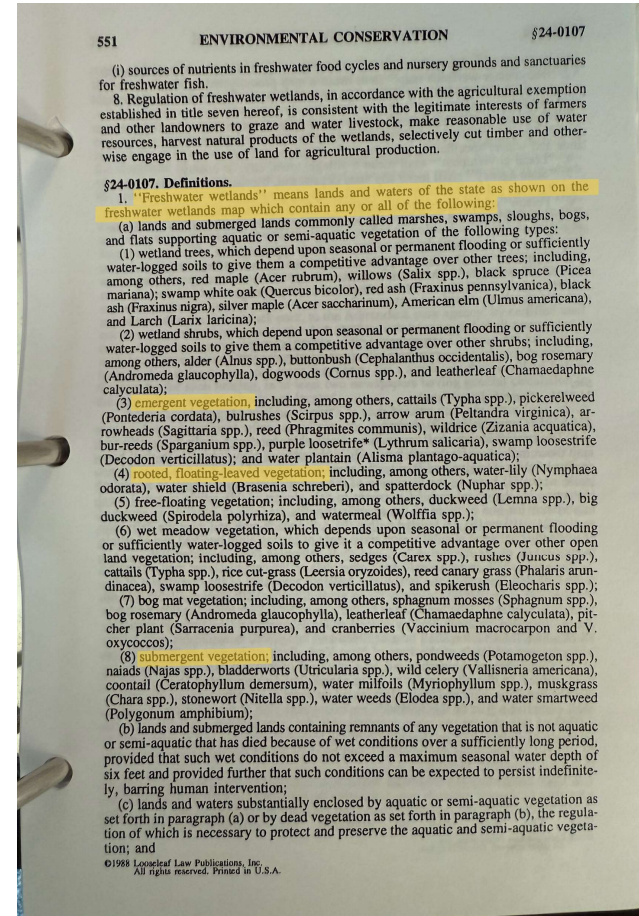 551 ENVIRONMENTAL CONSERVATION §24-0107
(i) sources of nutrients in freshwater food cycles and nursery grounds and sanctuaries
for freshwater fish.
8. Regulation of freshwater wetlands, in accordance with the agricultural exemption
established in title seven hereof, is consistent with the legitimate interests of farmers
and other landowners to graze and water livestock, make reasonable use of water
resources, harvest natural products of the wetlands, selectively cut timber and other-
wise engage in the use of land for agricultural production.
§24-0107. Definitions.
1. "Freshwater wetlands" means lands and waters of the state as shown on the
freshwater wetlands map which contain any or all of the following:
(a) lands and submerged lands commonly called marshes, swamps, sloughs, bogs,
and flats supporting aquatic or semi-aquatic vegetation of the following types:
(1) wetland trees, which depend upon seasonal or permanent flooding or sufficiently
water-logged soils to give them a competitive advantage over other trees; including,
among others, red maple (Acer rubrum), willows (Salix spp.), black spruce (Picea
mariana); swamp white oak (Quercus bicolor), red ash (Fraxinus pennsylvanica), black
ash (Fraxinus nigra), silver maple (Acer saccharinum), American elm (Ulmus americana),
and Larch (Larix laricina);
(2) wetland shrubs, which depend upon seasonal or permanent flooding or sufficiently
water-logged soils to give them a competitive advantage over other shrubs; including,
among others, alder (Alnus spp.), buttonbush (Cephalanthus occidentalis), bog rosemary
(Andromeda glaucophylla), dogwoods (Cornus spp.), and leatherleaf (Chamaedaphne
calyculata);
(3) emergent vegetation, including, among others, cattails (Typha spp.), pickerelweed
(Pontederia cordata), bulrushes (Scirpus spp.), arrow arum (Peltandra virginica), ar-
rowheads (Sagittaria spp.), reed (Phragmites communis), wildrice (Zizania acquatica),
bur-reeds (Sparganium spp.), purple loosetrife* (Lythrum salicaria), swamp loosestrife
(Decodon verticillatus); and water plantain (Alisma plantago-aquatica);
(4) rooted, floating-leaved vegetation; including, among others, water-lily (Nymphaea
odorata), water shield (Brasenia schreberi), and spatterdock (Nuphar spp.);
(5) free-floating vegetation; including, among others, duckweed (Lemna spp.), big
duckweed (Spirodela polyrhiza), and watermeal (Wolffia spp.);
(6) wet meadow vegetation, which depends upon seasonal or permanent flooding
or sufficiently water-logged soils to give it a competitive advantage over other open
land vegetation; including, among others, sedges (Carex spp.), rushes (Juncus spp.),
cattails (Typha spp.), rice cut-grass (Leersia oryzoides), reed canary grass (Phalaris arun-
dinacea), swamp loosestrife (Decodon verticillatus), and spikerush (Eleocharis spp.);
(7) bog mat vegetation; including, among others, sphagnum mosses (Sphagnum spp.),
bog rosemary (Andromeda glaucophylla), leatherleaf (Chamaedaphne calyculata), pit-
cher plant (Sarracenia purpurea), and cranberries (Vaccinium macrocarpon and V.
oxycoccos);
(8) submergent vegetation; including, among others, pondweeds (Potamogeton spp.),
naiads (Najas spp.), bladderworts (Utricularia spp.), wild celery (Vallisneria americana),
coontail (Ceratophyllum demersum), water milfoils (Myriophyllum spp.), muskgrass
(Chara spp.), stonewort (Nitella spp.), water weeds (Elodea spp.), and water smartweed
(Polygonum amphibium);
(b) lands and submerged lands containing remnants of any vegetation that is not aquatic
or semi-aquatic that has died because of wet conditions over a sufficiently long period,
provided that such wet conditions do not exceed a maximum seasonal water depth of
six feet and provided further that such conditions can be expected to persist indefinite-
ly, barring human intervention;
(c) lands and waters substantially enclosed by aquatic or semi-aquatic vegetation as
set forth in paragraph (a) or by dead vegetation as set forth in paragraph (b), the regula-
tion of which is necessary to protect and preserve the aquatic and semi-aquatic vegeta-
tion; and
©1988 Looseleaf Law Publications, Inc.
All rights reserved. Printed in U.S.A.